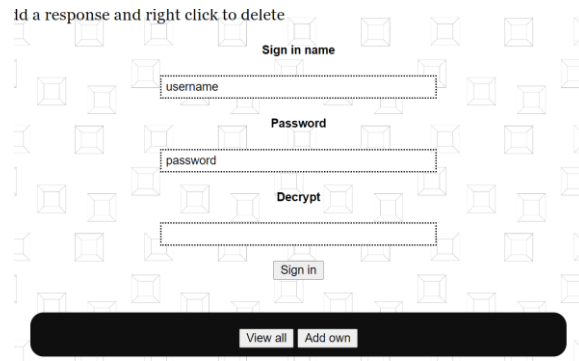 dd a response and right click to delete
Sign in name
username
Password
password
Decrypt
Sign in
View all Add own